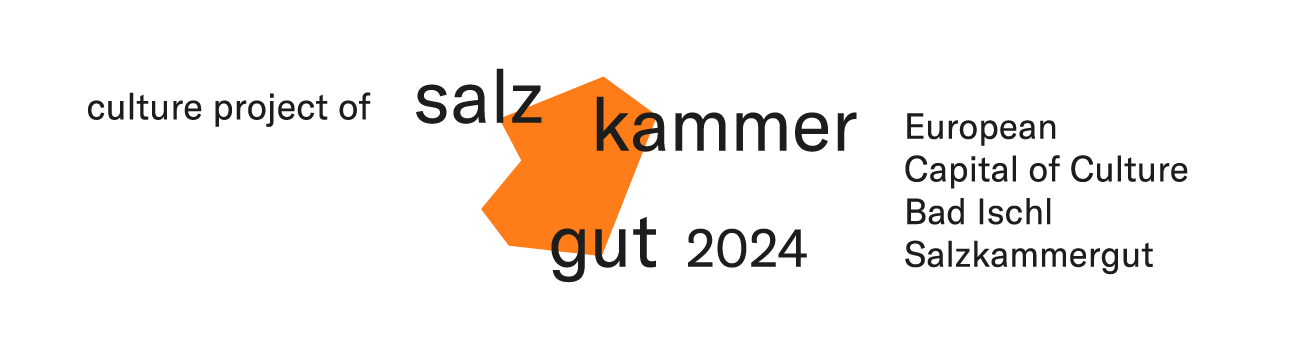 culture project of
salz
kammer
gut 2024
European
Capital of Culture
Bad Ischl
Salzkammergut